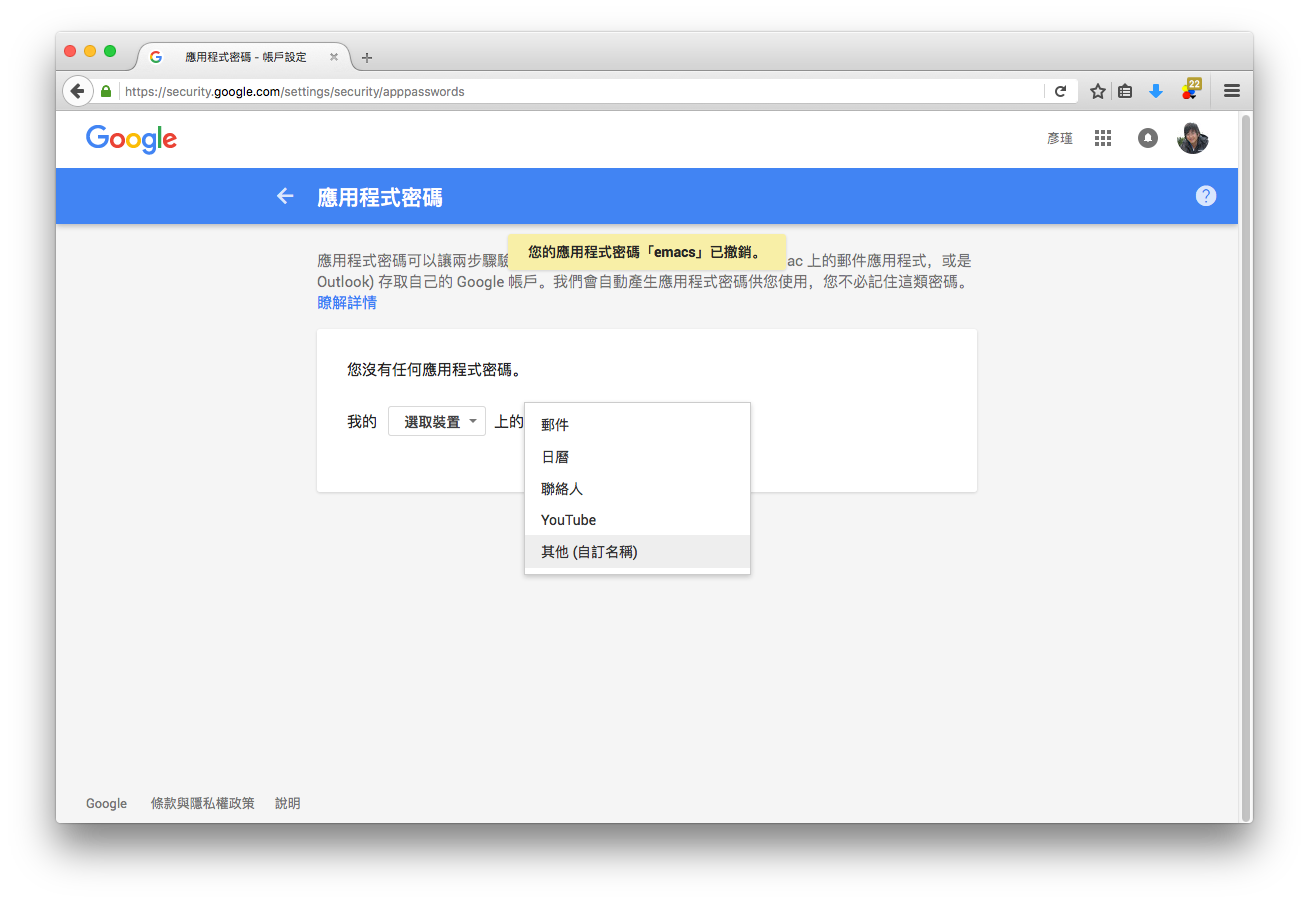 應用程式密碼 - 帳戶設定
https://security.google.com/settings/security/apppasswords
22
Google
彥瑾
應用程式密碼
?
您的應用程式密碼「emacs」已撤銷。
應用程式密碼可以讓兩步驟驗 ac 上的郵件應用程式，或是
Outlook) 存取自己的 Google 帳戶。我們會自動產生應用程式密碼供您使用，您不必記住這類密碼。
瞭解詳情
您沒有任何應用程式密碼。
我的 選取裝置 上的
郵件
日曆
聯絡人
YouTube
其他 (自訂名稱)
Google 條款與隱私權政策 說明